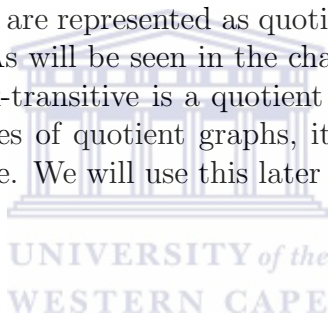 are represented as quoti
As will be seen in the cha
-transitive is a quotient
es of quotient graphs, it
e. We will use this later
UNIVERSITY of the
WESTERN CAPE